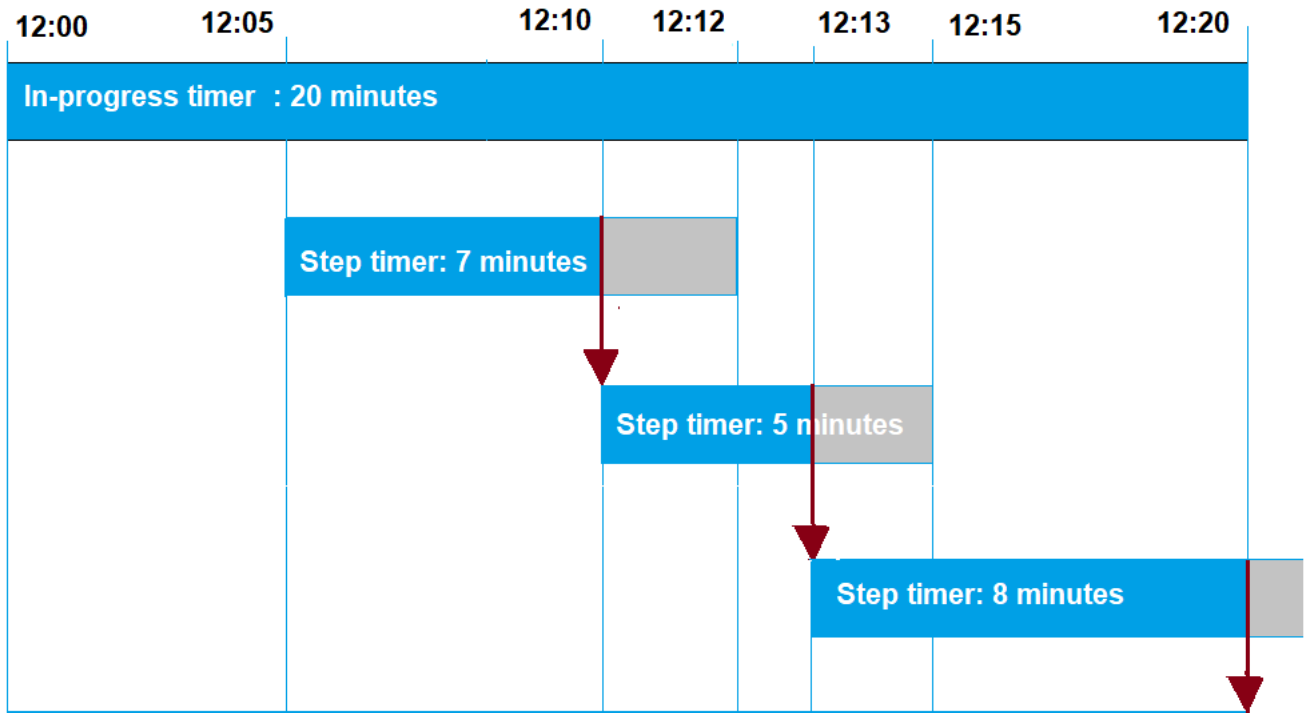 12:00 12:05 12:10 12:12 12:13 12:15 12:20
In-progress timer : 20 minutes
Step timer: 7 minutes
Step timer: 5 minutes
Step timer: 8 minutes